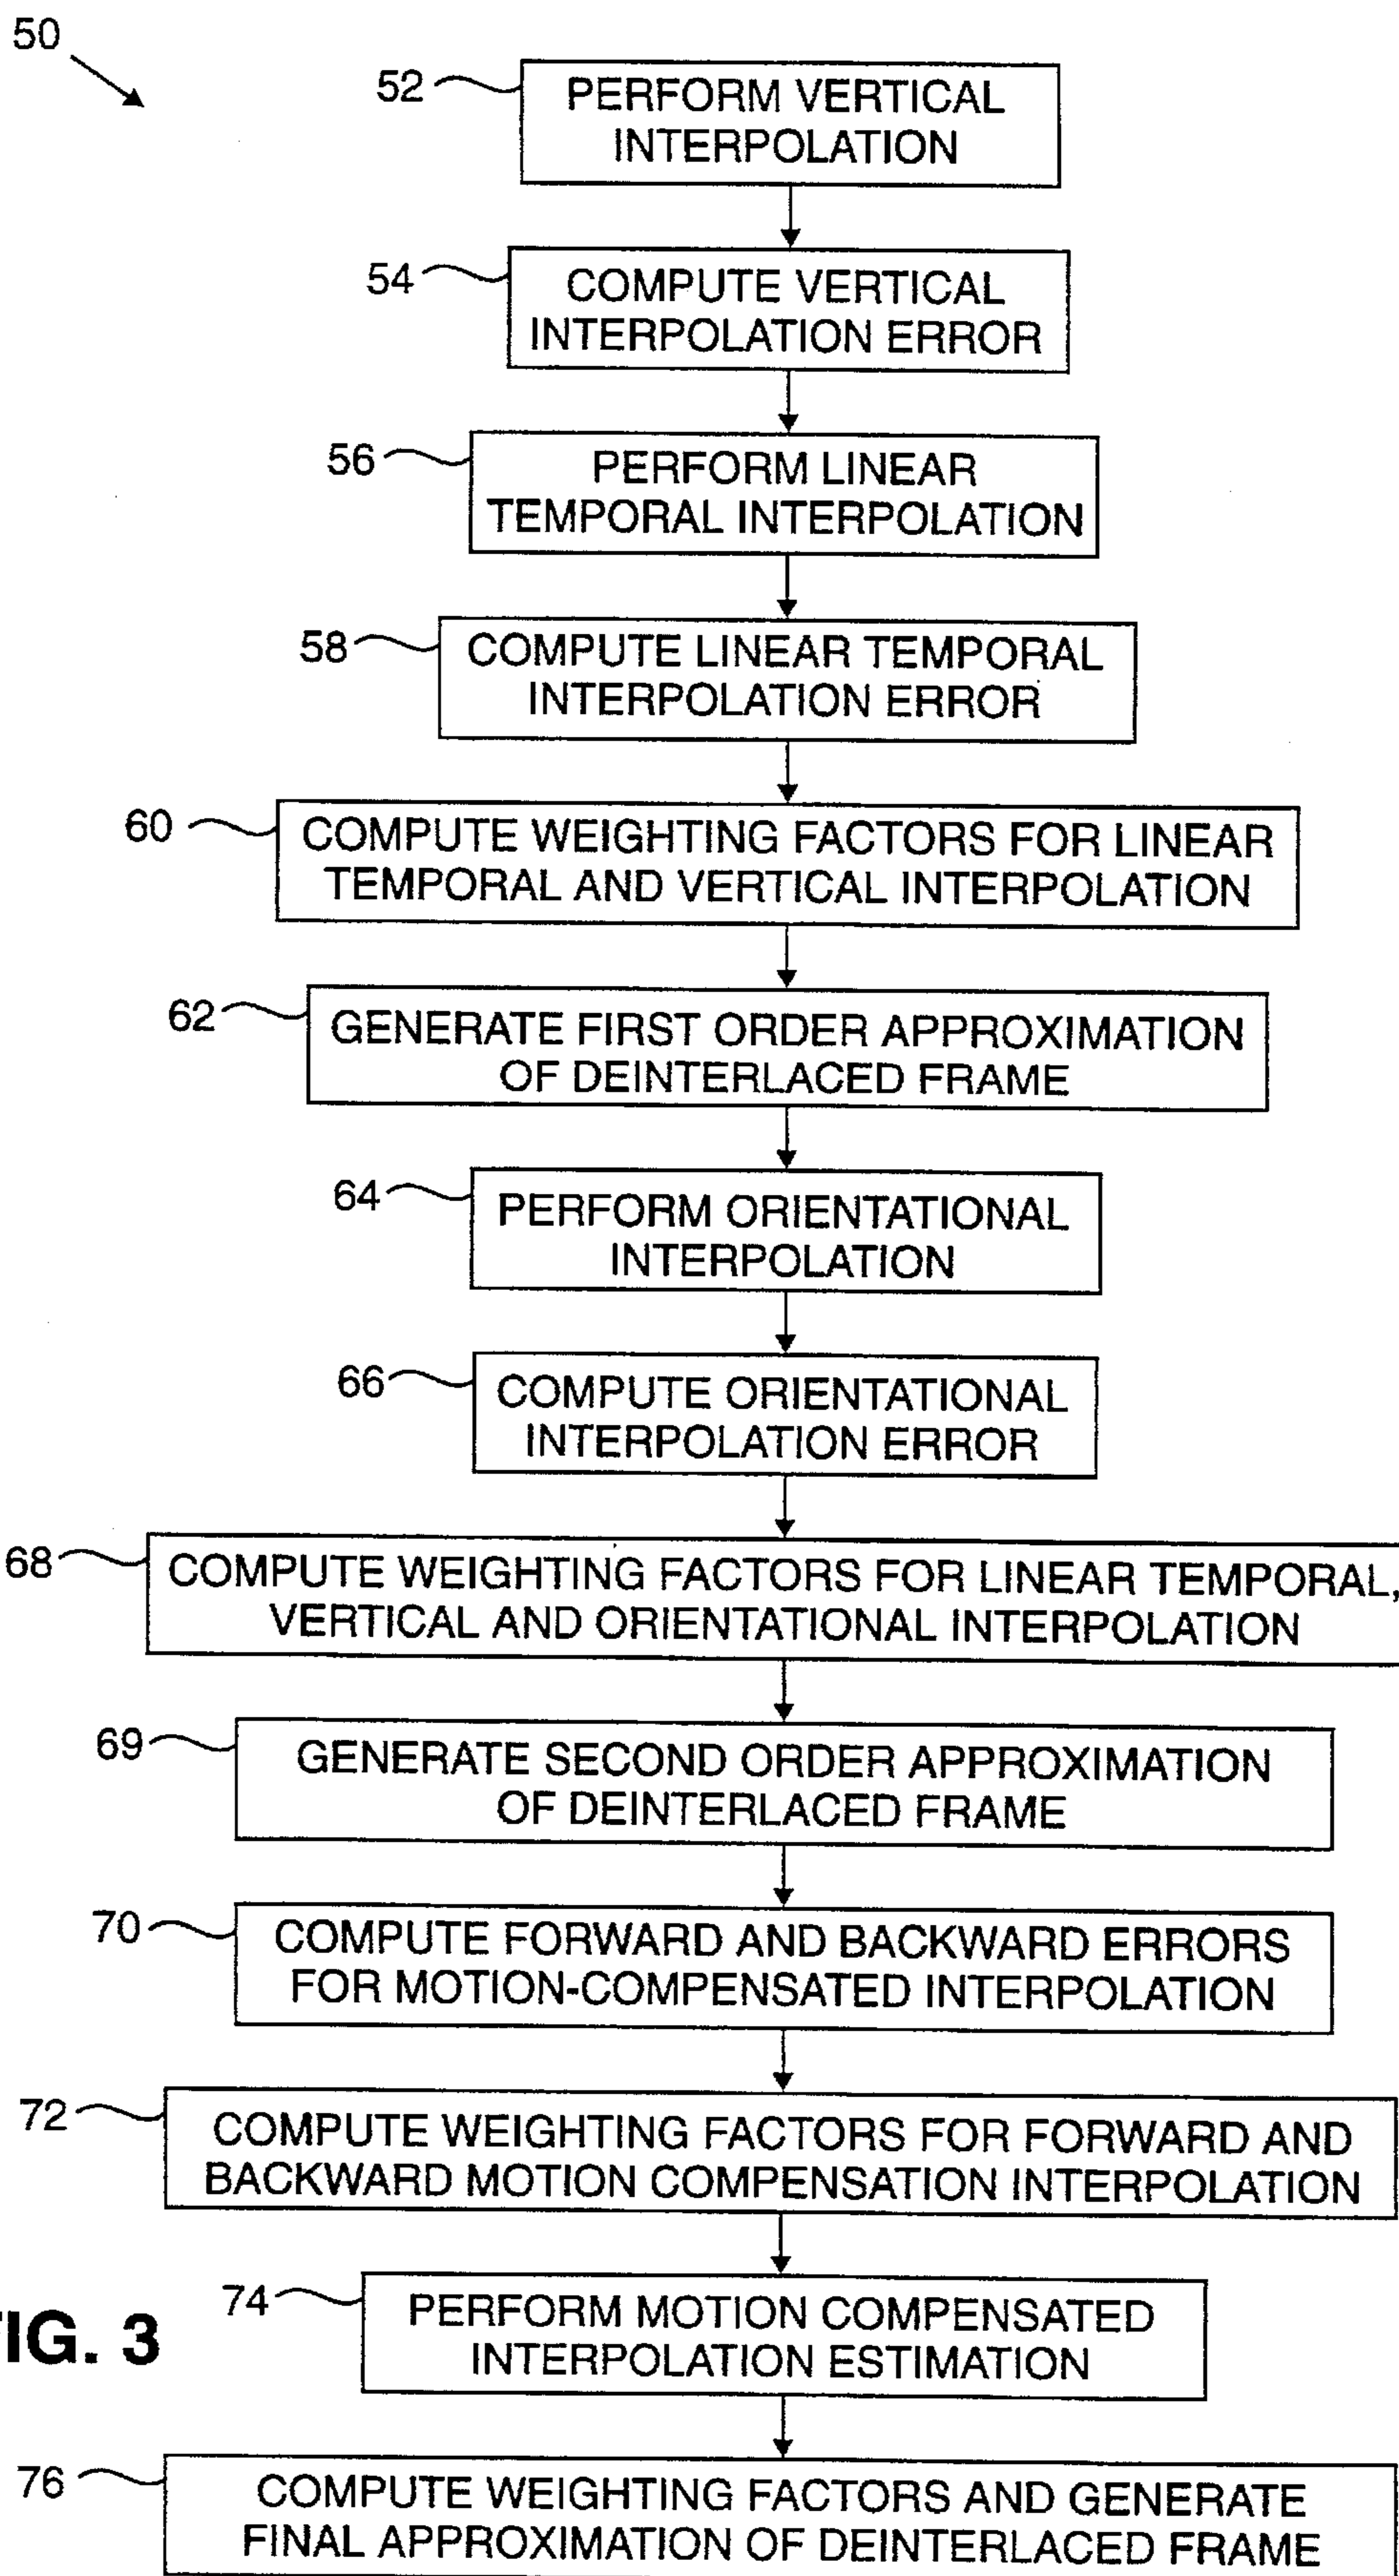 50
52
PERFORM VERTICAL
INTERPOLATION
54
COMPUTE VERTICAL
INTERPOLATION ERROR
56
PERFORM LINEAR
TEMPORAL INTERPOLATION
58
COMPUTE LINEAR TEMPORAL
INTERPOLATION ERROR
60
COMPUTE WEIGHTING FACTORS FOR LINEAR
TEMPORAL AND VERTICAL INTERPOLATION
62
GENERATE FIRST ORDER APPROXIMATION
OF DEINTERLACED FRAME
64
PERFORM ORIENTATIONAL
INTERPOLATION
66
COMPUTE ORIENTATIONAL
INTERPOLATION ERROR
68
COMPUTE WEIGHTING FACTORS FOR LINEAR TEMPORAL,
VERTICAL AND ORIENTATIONAL INTERPOLATION
69
GENERATE SECOND ORDER APPROXIMATION
OF DEINTERLACED FRAME
70
COMPUTE FORWARD AND BACKWARD ERRORS
FOR MOTION-COMPENSATED INTERPOLATION
72
COMPUTE WEIGHTING FACTORS FOR FORWARD AND
BACKWARD MOTION COMPENSATION INTERPOLATION
74
PERFORM MOTION COMPENSATED
INTERPOLATION ESTIMATION
FIG. 3
76
COMPUTE WEIGHTING FACTORS AND GENERATE
FINAL APPROXIMATION OF DEINTERLACED FRAME